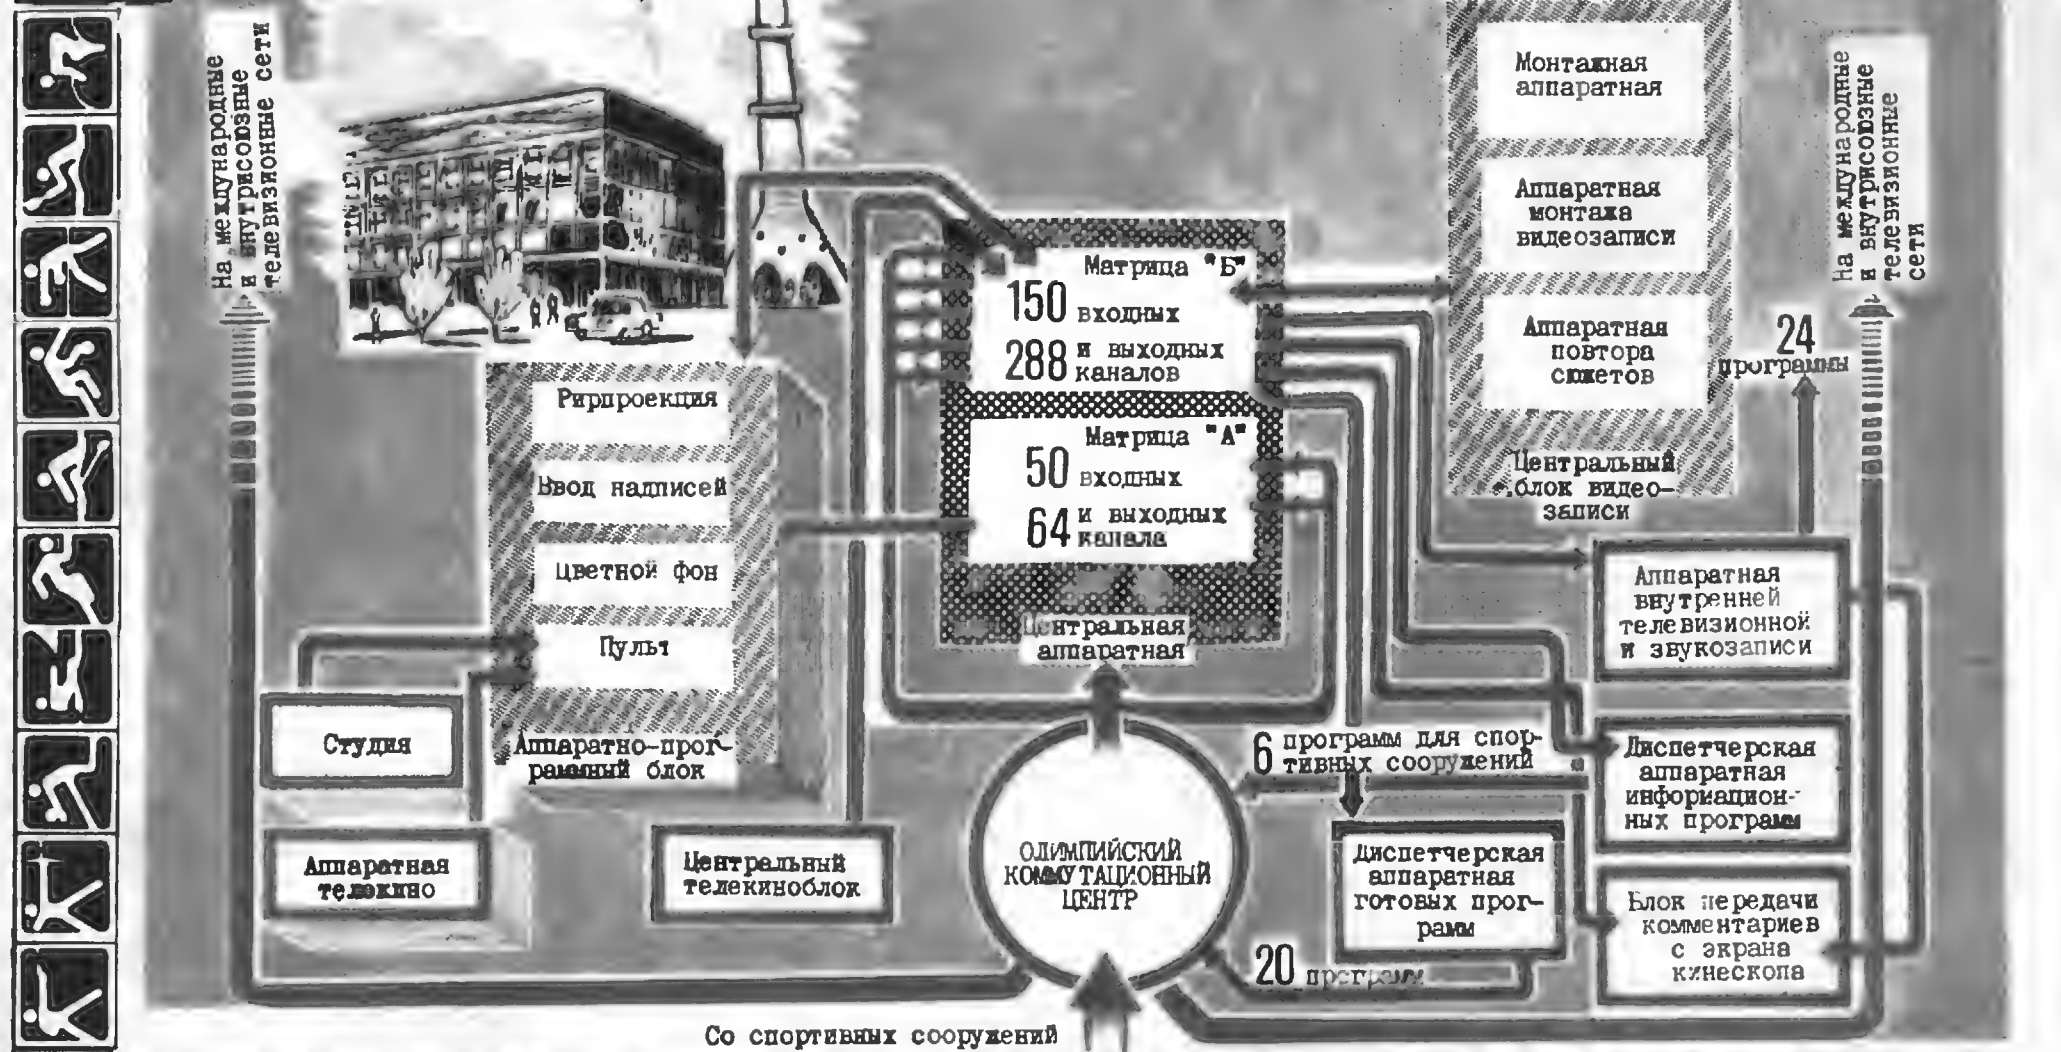 На международные
и внутрисоюзные
телевизионные сети
Рирпроекция
Ввод надписей
Цветной фон
Пульт
Аппаратно-прог-
раммный блок
Студия
Аппаратная
телекино
Центральный
телекиноблок
Матрица "Б"
150 входных
288 и выходных
каналов
Матрица "А"
50 входных
64 и выходных
канала
Центральная
аппаратная
ОЛИМПИЙСКИЙ
КОММУТАЦИОННЫЙ
ЦЕНТР
Со спортивных сооружений
Монтажная
аппаратная
Аппаратная
монтажа
видеозаписи
Аппаратная
повтора
сюжетов
Центральный
блок видео-
записи
24
программы
На международные
и внутрисоюзные
телевизионные
сети
Аппаратная
внутренней
телевизионной
и звукозаписи
6 программ для спор-
тивных сооружений
Диспетчерская
аппаратная
информацион-
ных программ
Диспетчерская
аппаратная
готовых прог-
рамм
20 программ
Блок передачи
комментариев
с экрана
кинескопа